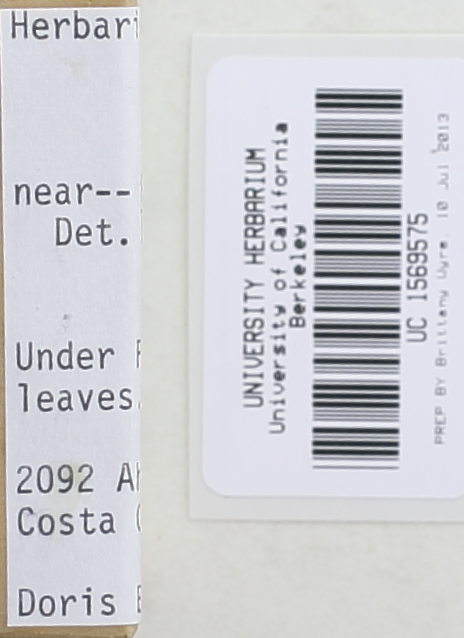 Herbari
near--
Det.
Under
leaves.
2092 A
Costa
Doris
UNIVERSITY HERBARIUM
University of California
Berkeley
UC 1569575
PREP BY Brittany Wyre, 10 Jul 2013